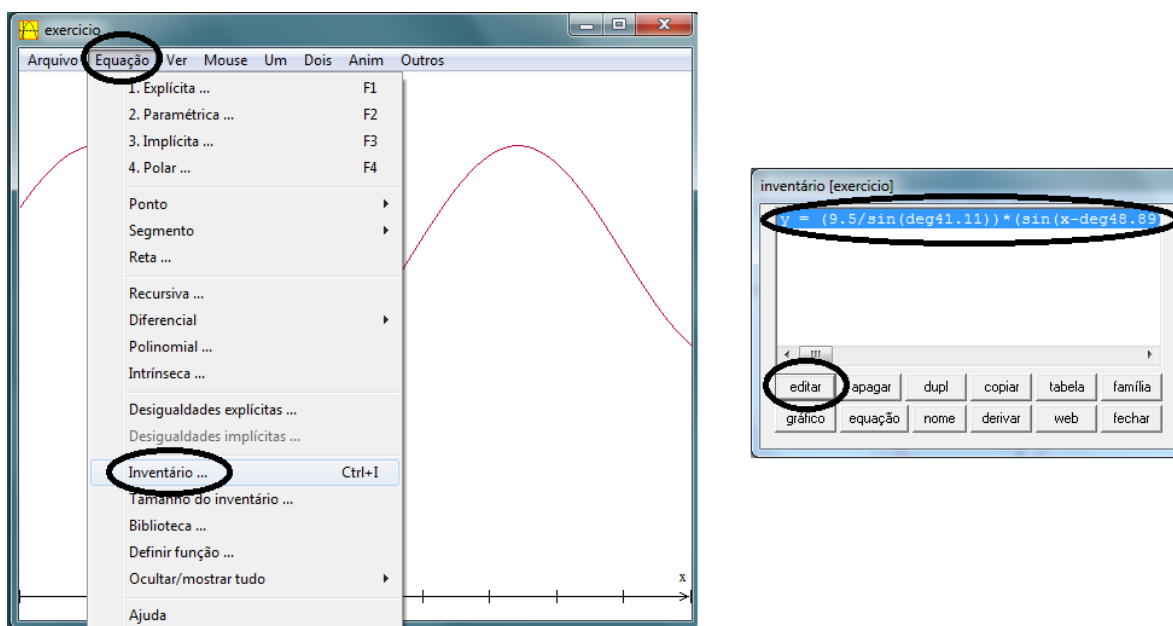 exercicio
Arquivo Equação Ver Mouse Um Dois Anim Outros
1. Explícita ... F1
2. Paramétrica ... F2
3. Implícita ... F3
4. Polar ... F4
Ponto
Segmento
Reta ...
Recursiva ...
Diferencial
Polinomial ...
Intrínseca ...
Desigualdades explícitas ...
Desigualdades implícitas ...
Inventário ... Ctrl+I
Tamanho do inventário ...
Biblioteca ...
Definir função ...
Ocultar/mostrar tudo
Ajuda
x
inventário [exercicio]
y = (9.5/sin(deg41.11))*(sin(x-deg48.89
editar apagar dupl copiar tabela família
gráfico equação nome derivar web fechar